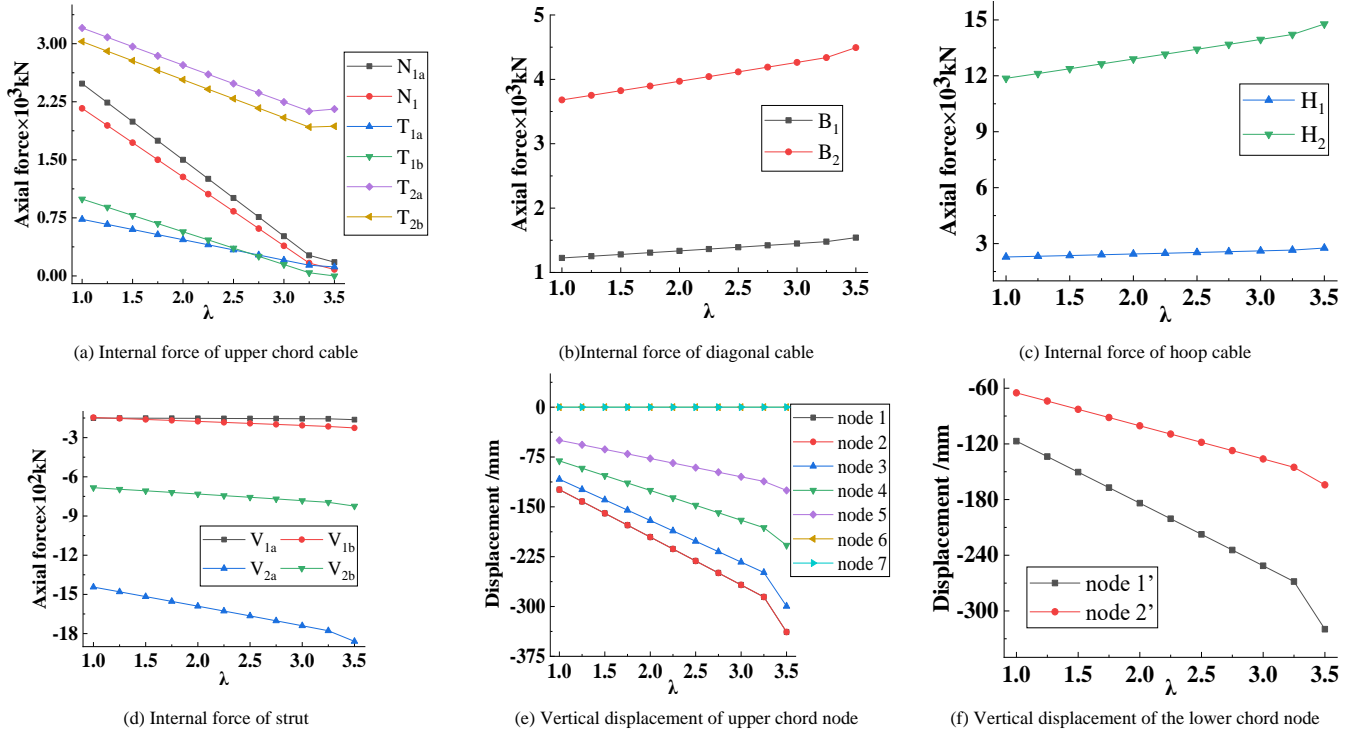 Axial force×10³kN
3.00
2.25
1.50
0.75
0.00
1.0 1.5 2.0 2.5 3.0 3.5
λ
N1a
N1
T1a
T1b
T2a
T2b
(a) Internal force of upper chord cable
Axial force×10³kN
5
4
3
2
1
1.0 1.5 2.0 2.5 3.0 3.5
λ
B1
B2
(b)Internal force of diagonal cable
Axial force×10³kN
15
12
9
6
3
1.0 1.5 2.0 2.5 3.0 3.5
λ
H1
H2
(c) Internal force of hoop cable
Axial force×10²kN
-3
-6
-9
-12
-15
-18
1.0 1.5 2.0 2.5 3.0 3.5
λ
V1a V1b
V2a V2b
(d) Internal force of strut
Displacement /mm
0
-75
-150
-225
-300
-375
1.0 1.5 2.0 2.5 3.0 3.5
λ
node 1
node 2
node 3
node 4
node 5
node 6
node 7
(e) Vertical displacement of upper chord node
Displacement /mm
-60
-120
-180
-240
-300
1.0 1.5 2.0 2.5 3.0 3.5
λ
node 1’
node 2’
(f) Vertical displacement of the lower chord node